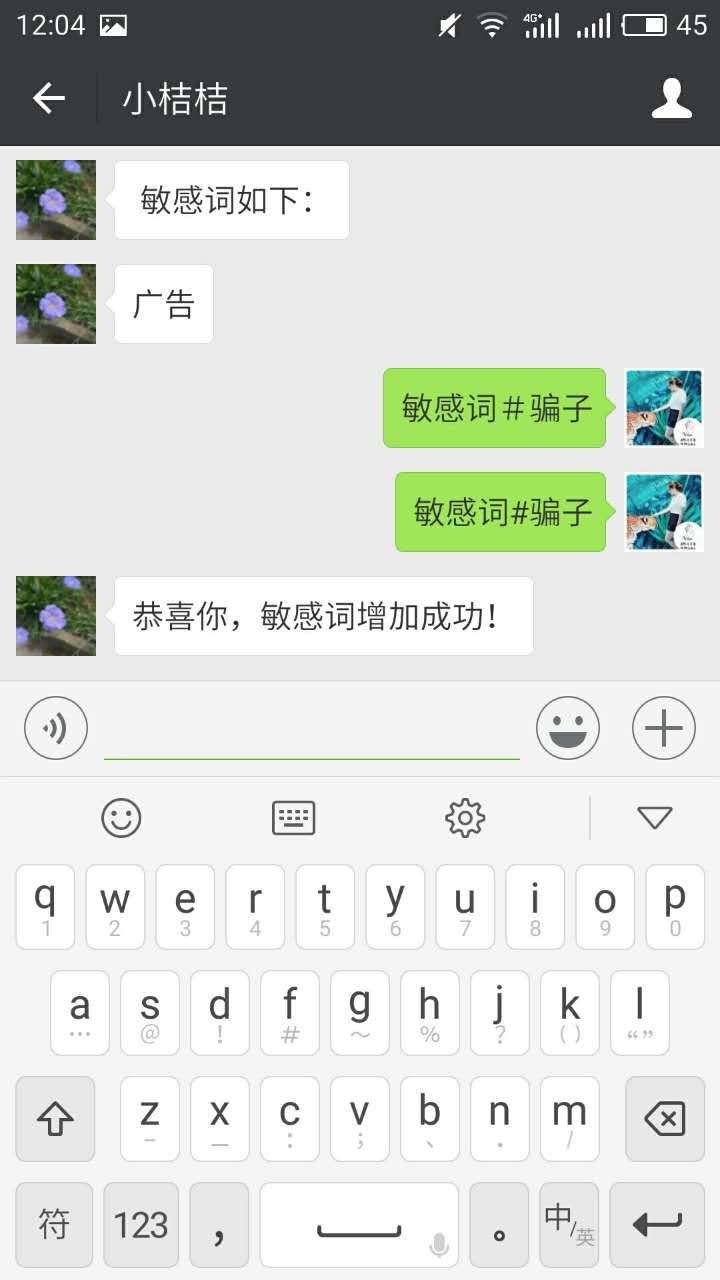 12:04 4G+ 45
小桔桔
敏感词如下：
广告
敏感词＃骗子
敏感词#骗子
恭喜你，敏感词增加成功！
q w e r t y u i o p
1 2 3 4 5 6 7 8 9 0
a s d f g h j k l
… @ ! # ～ % ? ( ) “ ”
z x c v b n m
– — : ; 、 . /
符 123 , 。 中/英